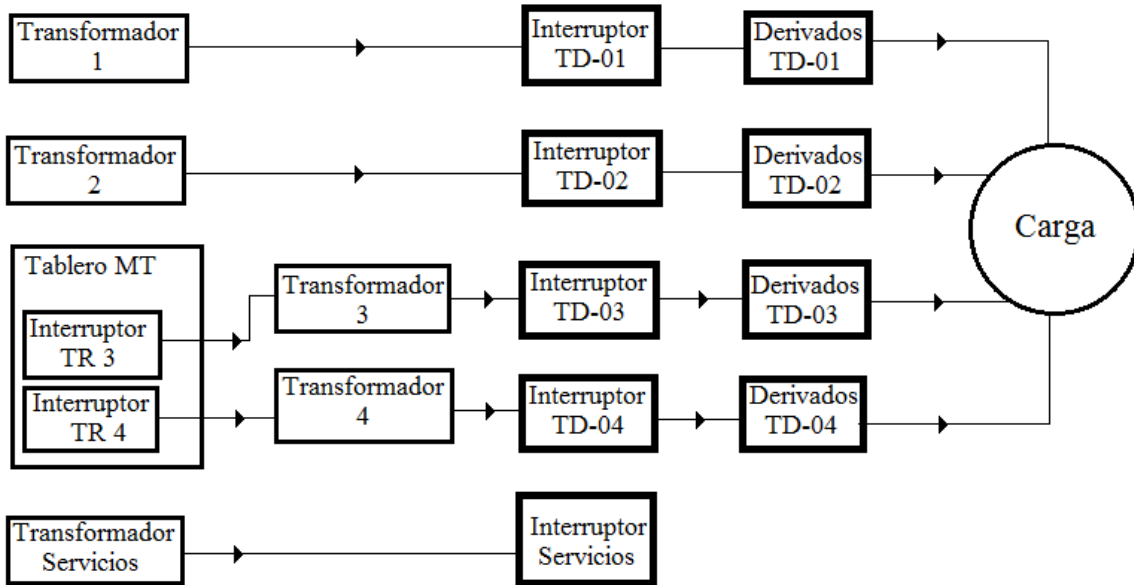 Transformador
1
Interruptor
TD-01
Derivados
TD-01
Transformador
2
Interruptor
TD-02
Derivados
TD-02
Carga
Tablero MT
Interruptor
TR 3
Transformador
3
Interruptor
TD-03
Derivados
TD-03
Interruptor
TR 4
Transformador
4
Interruptor
TD-04
Derivados
TD-04
Transformador
Servicios
Interruptor
Servicios